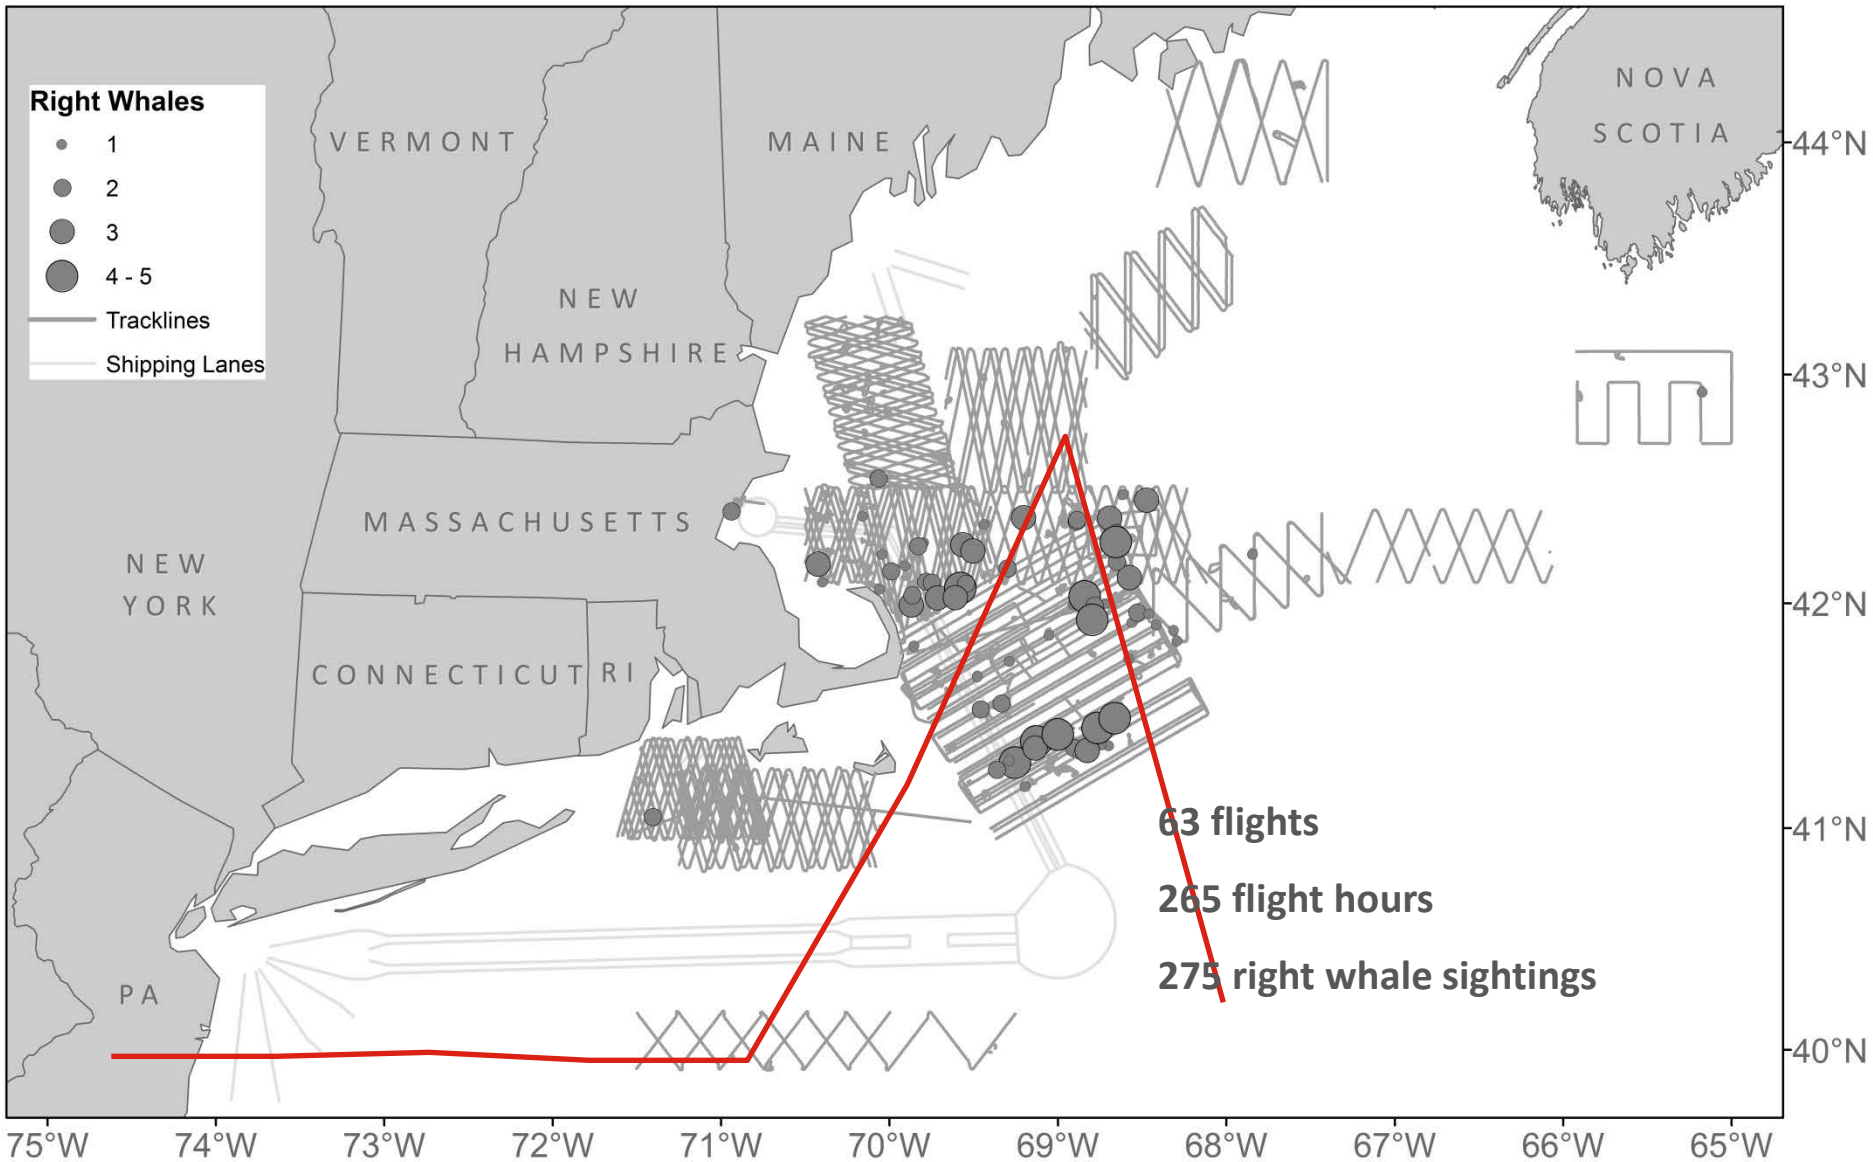 Right Whales
1
2
3
4 - 5
Tracklines
Shipping Lanes
VERMONT
MAINE
NOVA
SCOTIA
NEW
HAMPSHIRE
MASSACHUSETTS
NEW
YORK
CONNECTICUT
RI
PA
63 flights
265 flight hours
275 right whale sightings
44°N
43°N
42°N
41°N
40°N
75°W
74°W
73°W
72°W
71°W
70°W
69°W
68°W
67°W
66°W
65°W